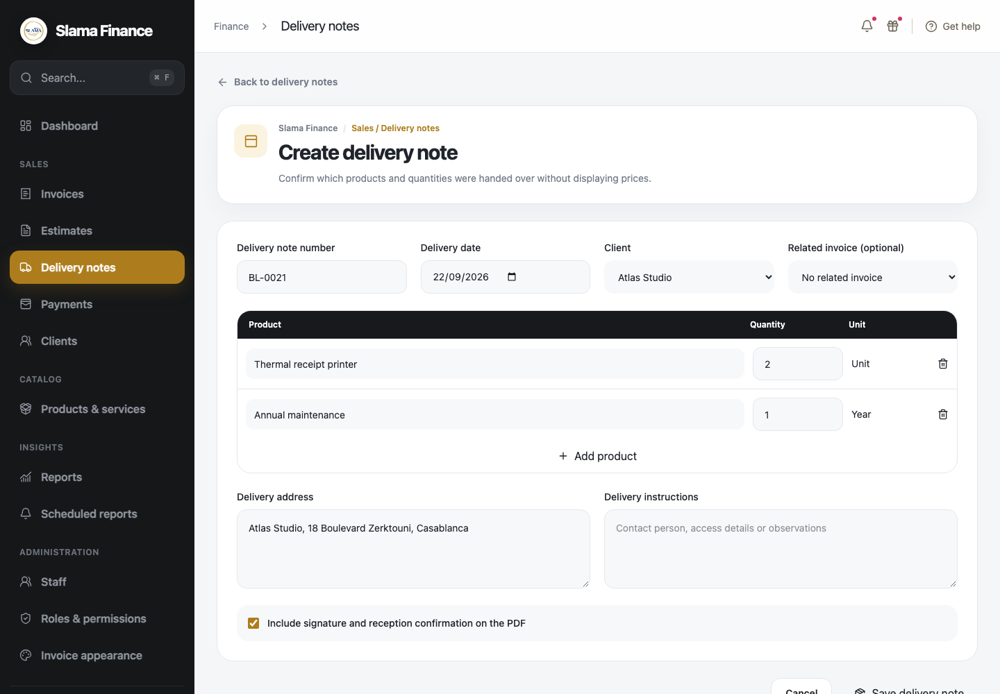 SLAMA
Slama Finance
Search...
⌘ F
Dashboard
SALES
Invoices
Estimates
Delivery notes
Payments
Clients
CATALOG
Products & services
INSIGHTS
Reports
Scheduled reports
ADMINISTRATION
Staff
Roles & permissions
Invoice appearance
Finance
Delivery notes
Get help
Back to delivery notes
Slama Finance / Sales / Delivery notes
Create delivery note
Confirm which products and quantities were handed over without displaying prices.
Delivery note number
Delivery date
Client
Related invoice (optional)
BL-0021
22/09/2026
Atlas Studio
No related invoice
Product Quantity Unit
Thermal receipt printer 2 Unit
Annual maintenance 1 Year
Add product
Delivery address
Delivery instructions
Atlas Studio, 18 Boulevard Zerktouni, Casablanca
Contact person, access details or observations
Include signature and reception confirmation on the PDF
Cancel
Save delivery note